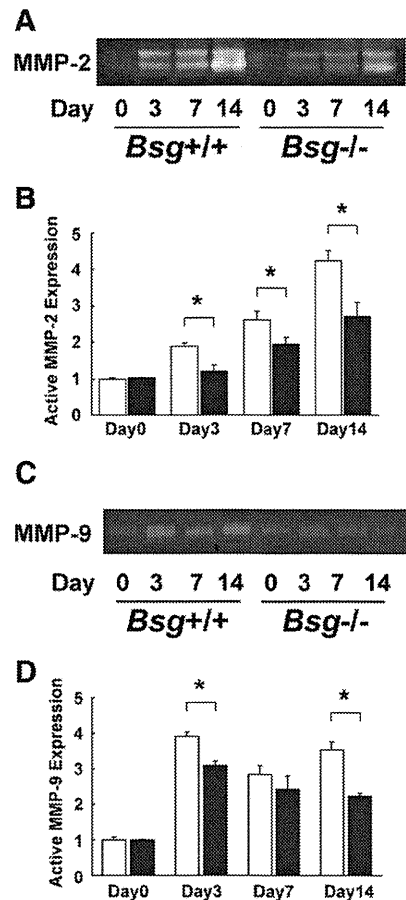 A
MMP-2
Day 0 3 7 14 0 3 7 14
Bsg+/+ Bsg-/-
B
Active MMP-2 Expression
5
4
3
2
1
0
* * *
Day0 Day3 Day7 Day14
C
MMP-9
Day 0 3 7 14 0 3 7 14
Bsg+/+ Bsg-/-
D
Active MMP-9 Expression
5
4
3
2
1
0
* *
Day0 Day3 Day7 Day14